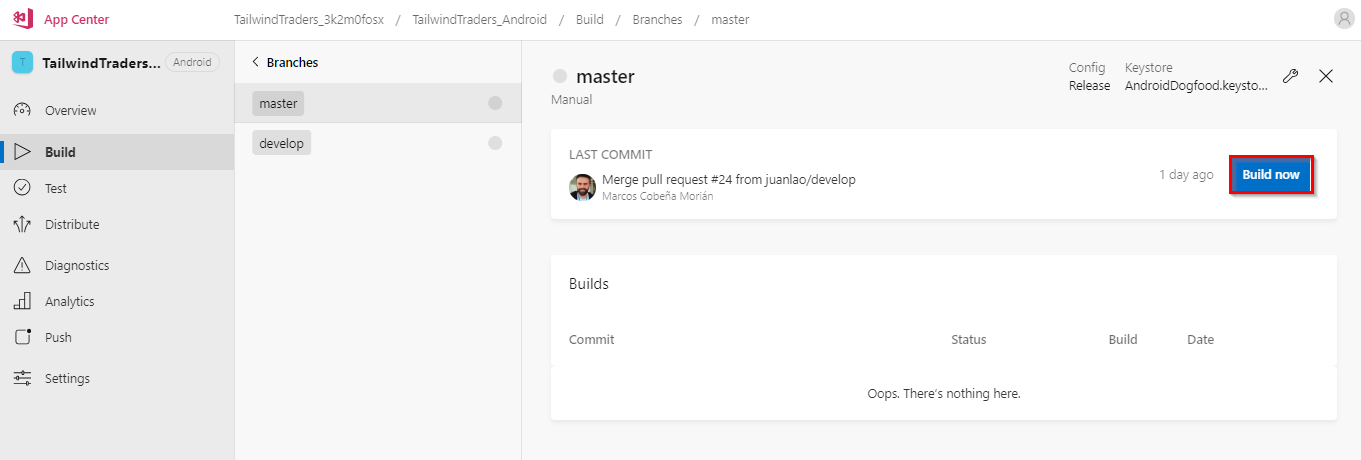 App Center
TailwindTraders_3k2m0fosx / TailwindTraders_Android / Build / Branches / master
T TailwindTraders... Android
Overview
Build
Test
Distribute
Diagnostics
Analytics
Push
Settings
Branches
master
develop
master
Manual
Config
Release
Keystore
AndroidDogfood.keysto...
LAST COMMIT
Merge pull request #24 from juanlao/develop
Marcos Cobeña Morián
1 day ago
Build now
Builds
Commit Status Build Date
Oops. There's nothing here.